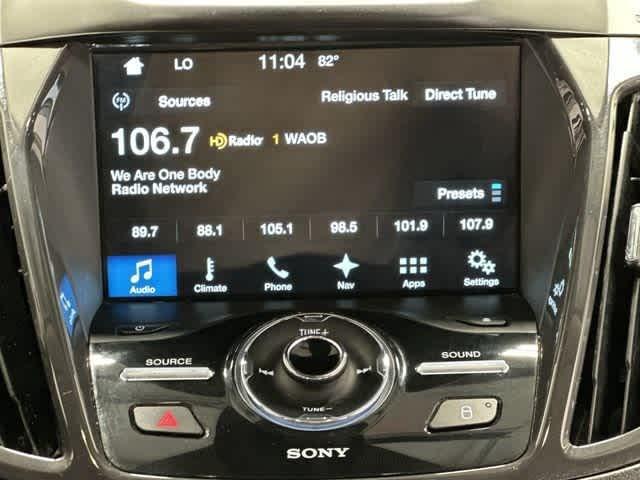 LO 11:04 82°
FM Sources Religious Talk Direct Tune
106.7 HD Radio 1 WAOB
We Are One Body
Radio Network
Presets
89.7 88.1 105.1 98.5 101.9 107.9
Audio Climate Phone Nav Apps Settings
TUNE+
SOURCE SOUND
TUNE-
SONY